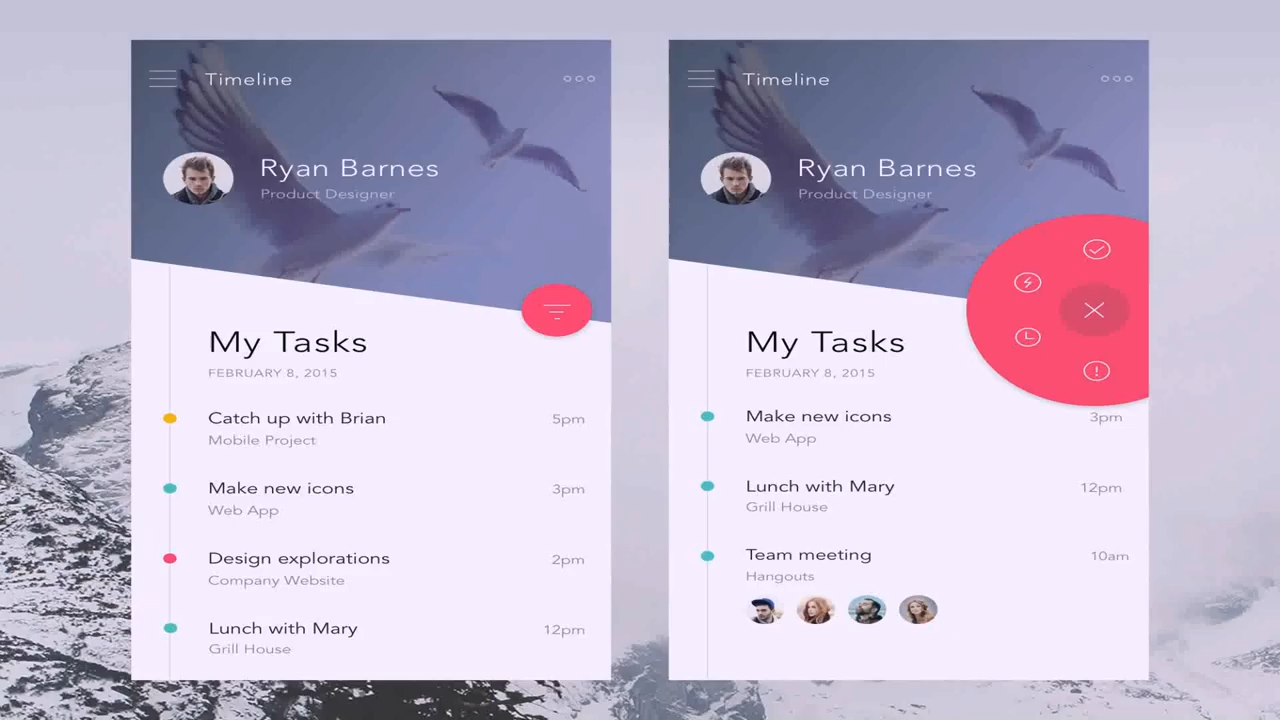 Timeline
Ryan Barnes
Product Designer
My Tasks
FEBRUARY 8, 2015
Catch up with Brian 5pm
Mobile Project
Make new icons 3pm
Web App
Design explorations 2pm
Company Website
Lunch with Mary 12pm
Grill House
Timeline
Ryan Barnes
Product Designer
My Tasks
FEBRUARY 8, 2015
Make new icons 3pm
Web App
Lunch with Mary 12pm
Grill House
Team meeting 10am
Hangouts